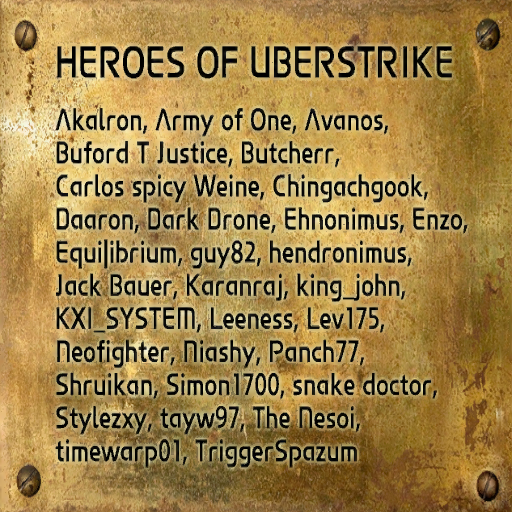 HEROES OF UBERSTRIKE
Akalron, Army of One, Avanos,
Buford T Justice, Butcherr,
Carlos spicy Weine, Chingachgook,
Daaron, Dark Drone, Ehnonimus, Enzo,
Equilibrium, guy82, hendronimus,
Jack Bauer, Karanraj, king_john,
KXI_SYSTEM, Leeness, Lev175,
Neofighter, Niashy, Panch77,
Shruikan, Simon1700, snake doctor,
Stylezxy, tayw97, The Nesoi,
timewarp01, TriggerSpazum